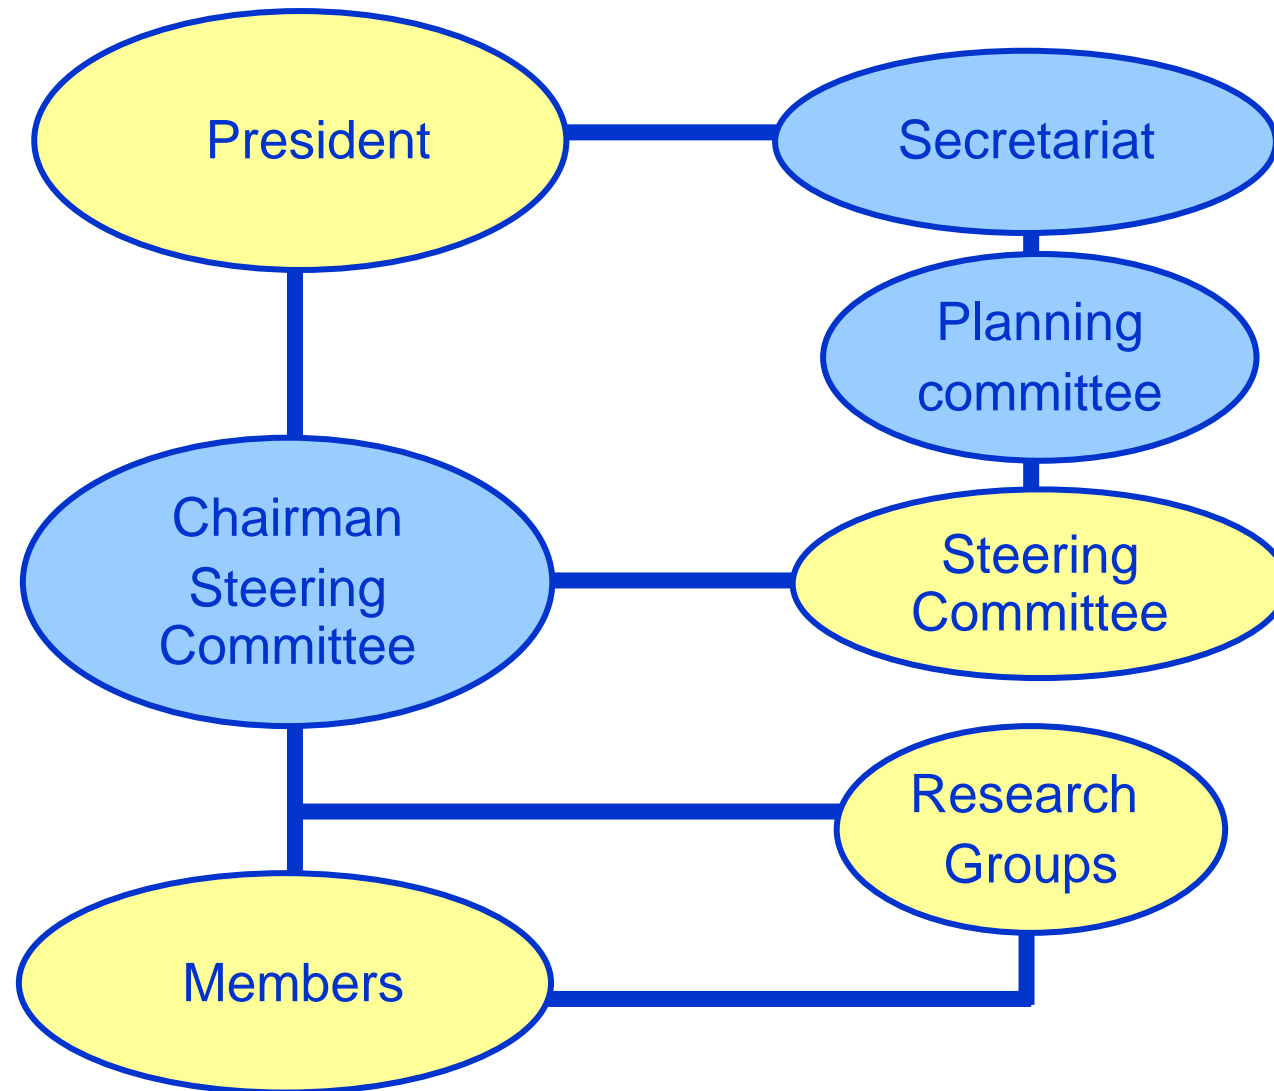 President
Secretariat
Planning
committee
Chairman
Steering
Committee
Steering
Committee
Research
Groups
Members